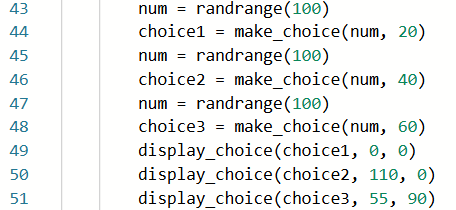 43 num = randrange(100)
44 choice1 = make_choice(num, 20)
45 num = randrange(100)
46 choice2 = make_choice(num, 40)
47 num = randrange(100)
48 choice3 = make_choice(num, 60)
49 display_choice(choice1, 0, 0)
50 display_choice(choice2, 110, 0)
51 display_choice(choice3, 55, 90)